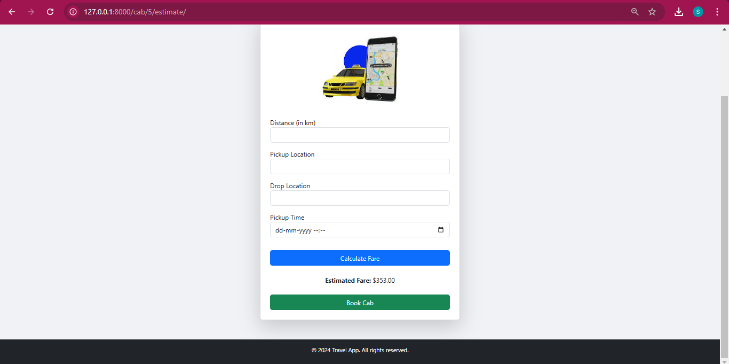 127.0.0.1:8000/cab/5/estimate/
S
Distance (in km)
Pickup Location
Drop Location
Pickup Time
dd-mm-yyyy --:--
Calculate Fare
Estimated Fare: $353.00
Book Cab
© 2024 Travel App. All rights reserved.